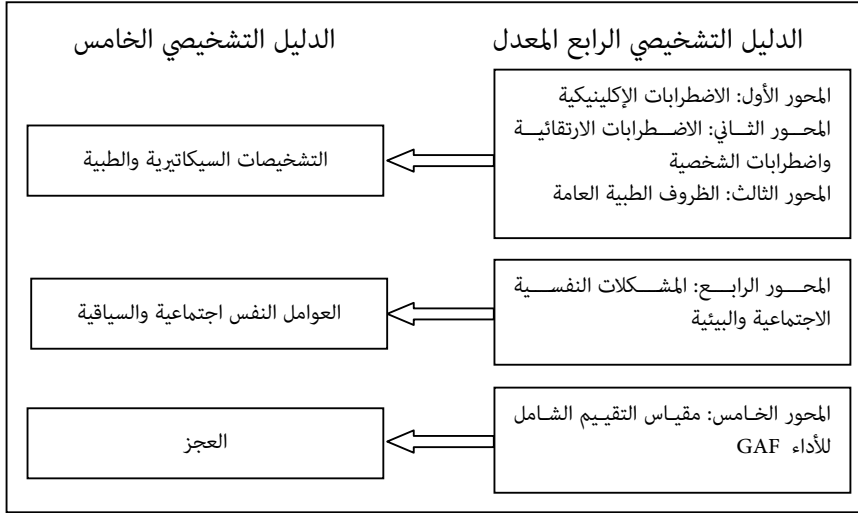 الدليل التشخيصي الرابع المعدل
الدليل التشخيصي الخامس
المحور الأول: الاضطرابات الإكلينيكية
المحور الثاني: الاضطرابات الارتقائية
واضطرابات الشخصية
المحور الثالث: الظروف الطبية العامة
التشخيصات السيكاتيرية والطبية
المحور الرابع: المشكلات النفسية
الاجتماعية والبيئية
العوامل النفس اجتماعية والسياقية
المحور الخامس: مقياس التقييم الشامل
للأداء GAF
العجز